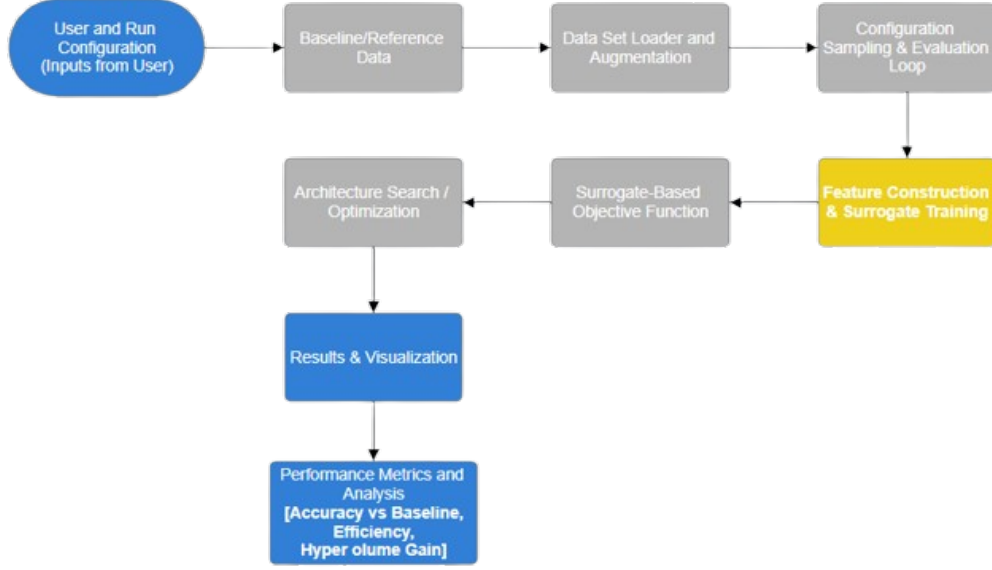 User and Run
Configuration
(Inputs from User)
Baseline/Reference
Data
Data Set Loader and
Augmentation
Configuration
Sampling & Evaluation
Loop
Architecture Search /
Optimization
Surrogate-Based
Objective Function
Feature Construction
& Surrogate Training
Results & Visualization
Performance Metrics and
Analysis
[Accuracy vs Baseline,
Efficiency,
Hyper olume Gain]